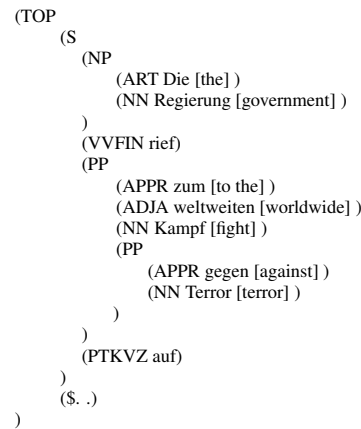 (TOP
(S
(NP
(ART Die [the] )
(NN Regierung [government] )
)
(VVFIN rief)
(PP
(APPR zum [to the] )
(ADJA weltweiten [worldwide] )
(NN Kampf [fight] )
(PP
(APPR gegen [against] )
(NN Terror [terror] )
)
)
(PTKVZ auf)
)
($. .)
)